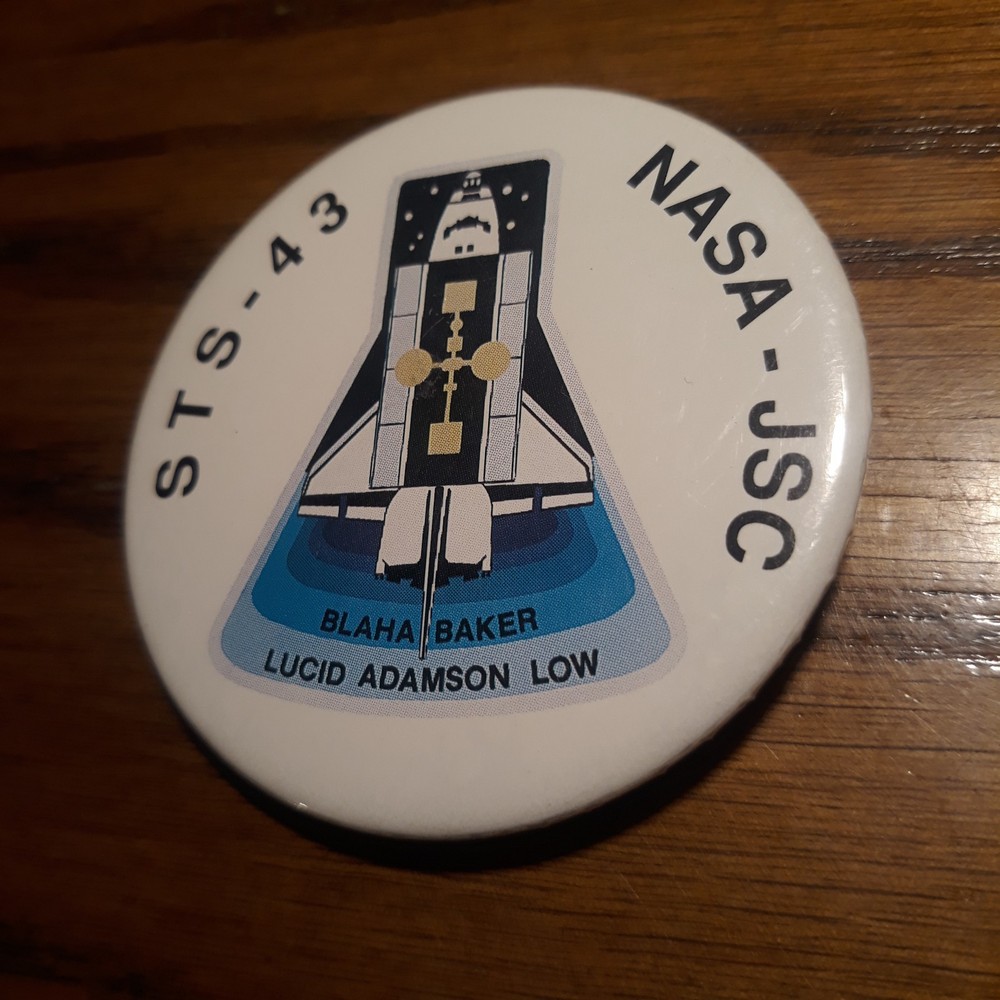 STS-43
NASA-JSC
BLAHA BAKER
LUCID ADAMSON LOW